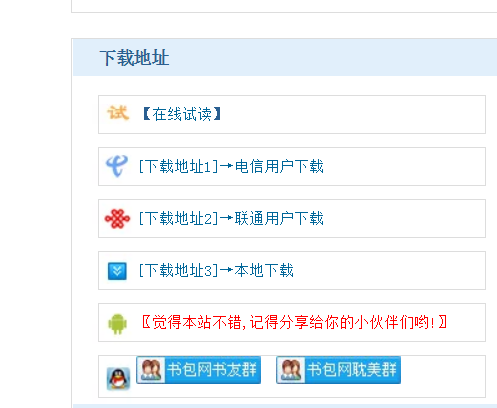 下载地址
试 【在线试读】
[下载地址1]→电信用户下载
[下载地址2]→联通用户下载
[下载地址3]→本地下载
〖觉得本站不错,记得分享给你的小伙伴们哟!〗
书包网书友群 书包网耽美群